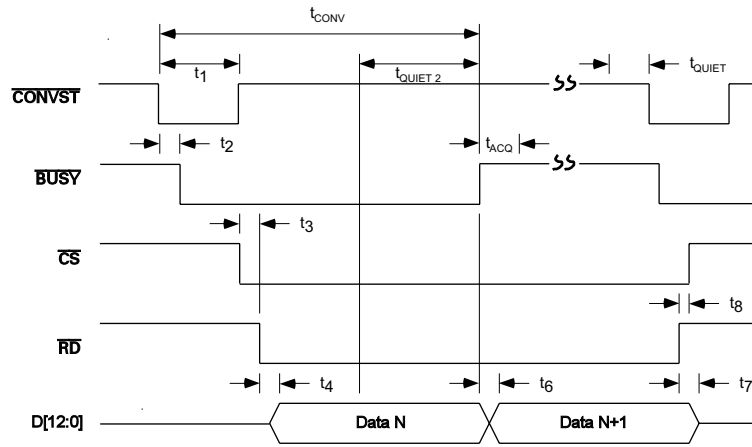 tCONV
t1
tQUIET 2
tQUIET
CONVST
t2
tACQ
BUSY
t3
CS
t8
RD
t4
t6
t7
D[12:0]
Data N
Data N+1